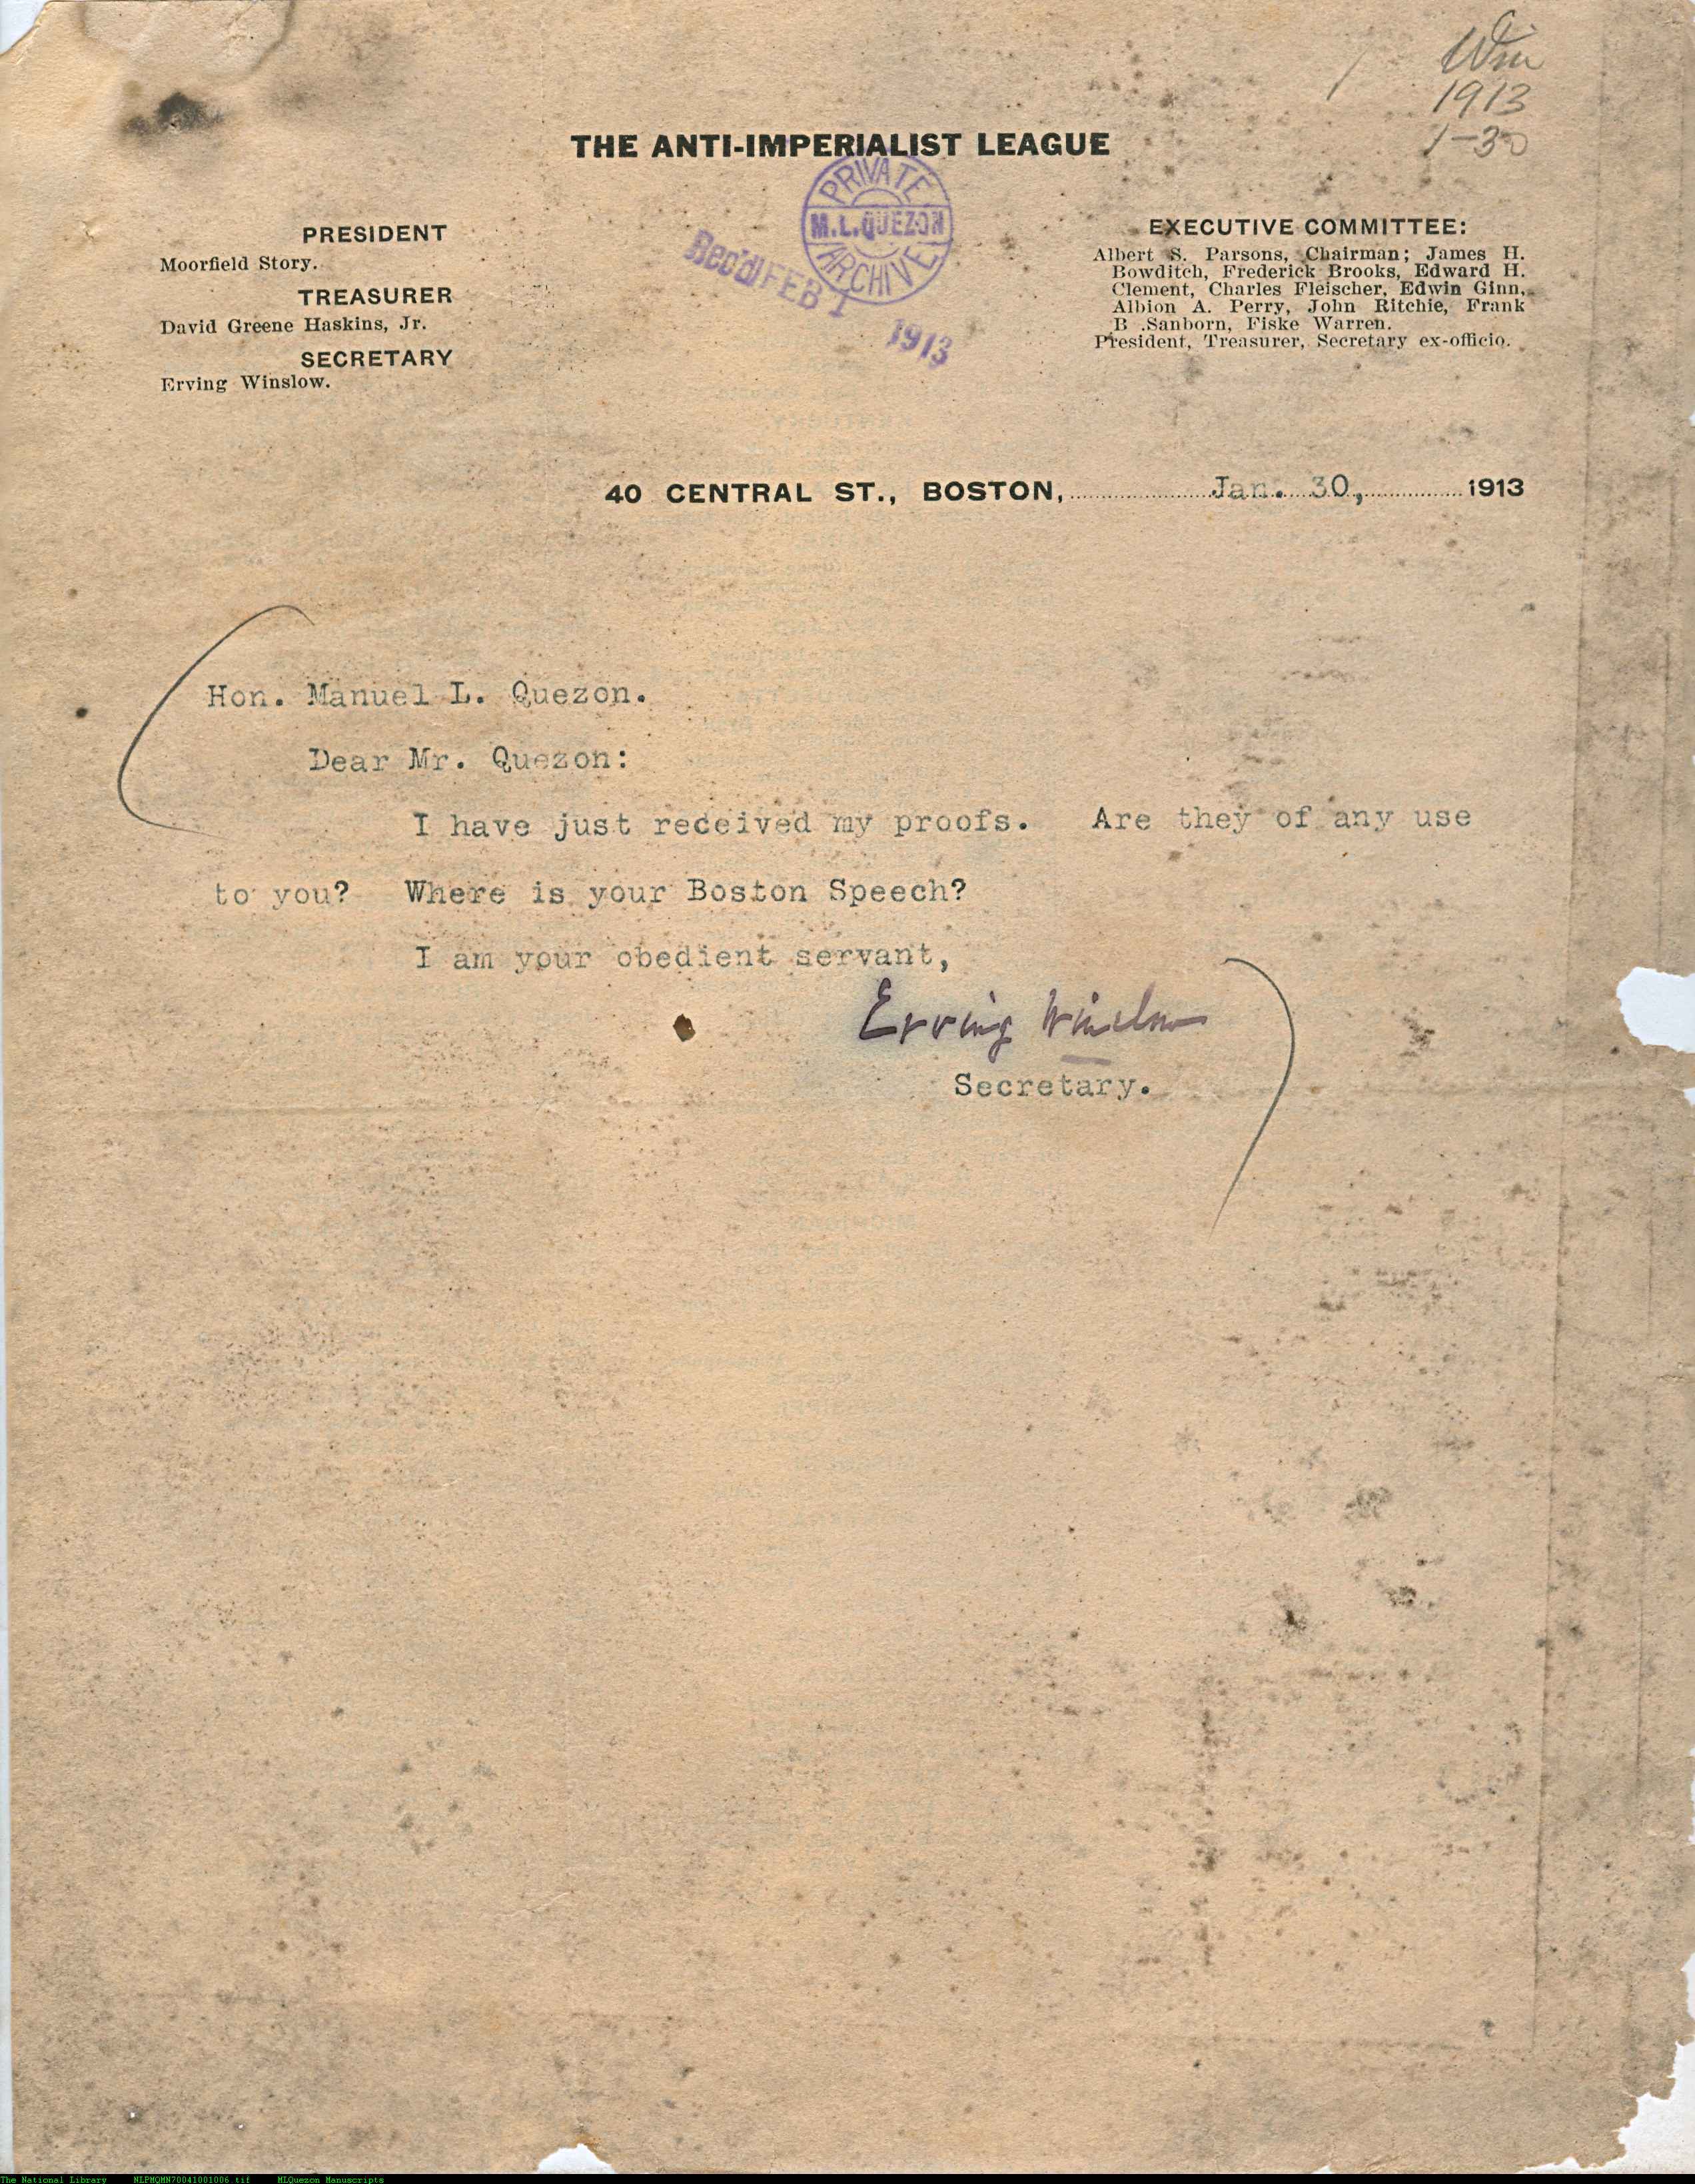 Win
1913
1-30
THE ANTI-IMPERIALIST LEAGUE
PRIVATE
M.L.QUEZON
ARCHIVE
Rec'd FEB 1 1913
PRESIDENT
Moorfield Story.
TREASURER
David Greene Haskins, Jr.
SECRETARY
Erving Winslow.
EXECUTIVE COMMITTEE:
Albert S. Parsons, Chairman; James H.
Bowditch, Frederick Brooks, Edward H.
Clement, Charles Fleischer, Edwin Ginn,
Albion A. Perry, John Ritchie, Frank
B .Sanborn, Fiske Warren.
President, Treasurer, Secretary ex-officio.
40 CENTRAL ST., BOSTON, Jan. 30, 1913
Hon. Manuel L. Quezon.
Dear Mr. Quezon:
I have just received my proofs. Are they of any use
to you? Where is your Boston Speech?
I am your obedient servant,
Erving Winslow
Secretary.
The National Library NLPMQMN70041001006.tif MLQuezon Manuscripts